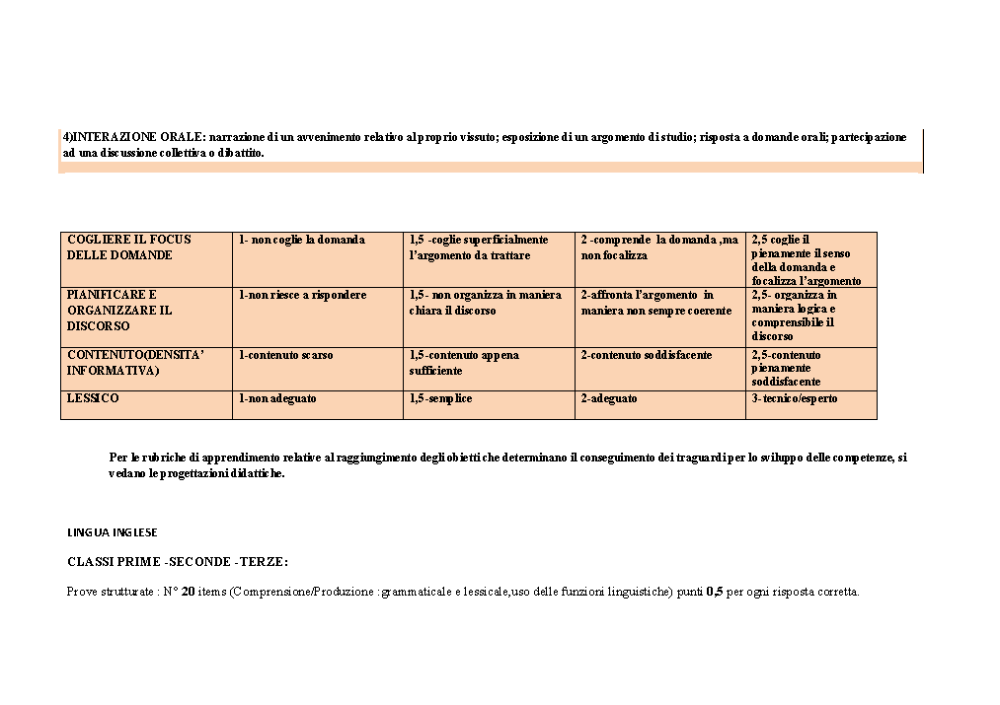 4)INTERAZIONE ORALE: narrazione di un avvenimento relativo al proprio vissuto; esposizione di un argomento di studio; risposta a domande orali; partecipazione
ad una discussione collettiva o dibattito.
COGLIERE IL FOCUS
DELLE DOMANDE
1- non coglie la domanda
1,5 -coglie superficialmente
l’argomento da trattare
2 -comprende la domanda ,ma
non focalizza
2,5 coglie il
pienamente il senso
della domanda e
focalizza l’argomento
PIANIFICARE E
ORGANIZZARE IL
DISCORSO
1-non riesce a rispondere
1,5- non organizza in maniera
chiara il discorso
2-affronta l’argomento in
maniera non sempre coerente
2,5- organizza in
maniera logica e
comprensibile il
discorso
CONTENUTO(DENSITA’
INFORMATIVA)
1-contenuto scarso
1,5-contenuto appena
sufficiente
2-contenuto soddisfacente
2,5-contenuto
pienamente
soddisfacente
LESSICO
1-non adeguato
1,5-semplice
2-adeguato
3-tecnico/esperto
Per le rubriche di apprendimento relative al raggiungimento degli obietti che determinano il conseguimento dei traguardi per lo sviluppo delle competenze, si
vedano le progettazioni didattiche.
LINGUA INGLESE
CLASSI PRIME -SECONDE -TERZE:
Prove strutturate : N° 20 items (Comprensione/Produzione :grammaticale e lessicale,uso delle funzioni linguistiche) punti 0,5 per ogni risposta corretta.